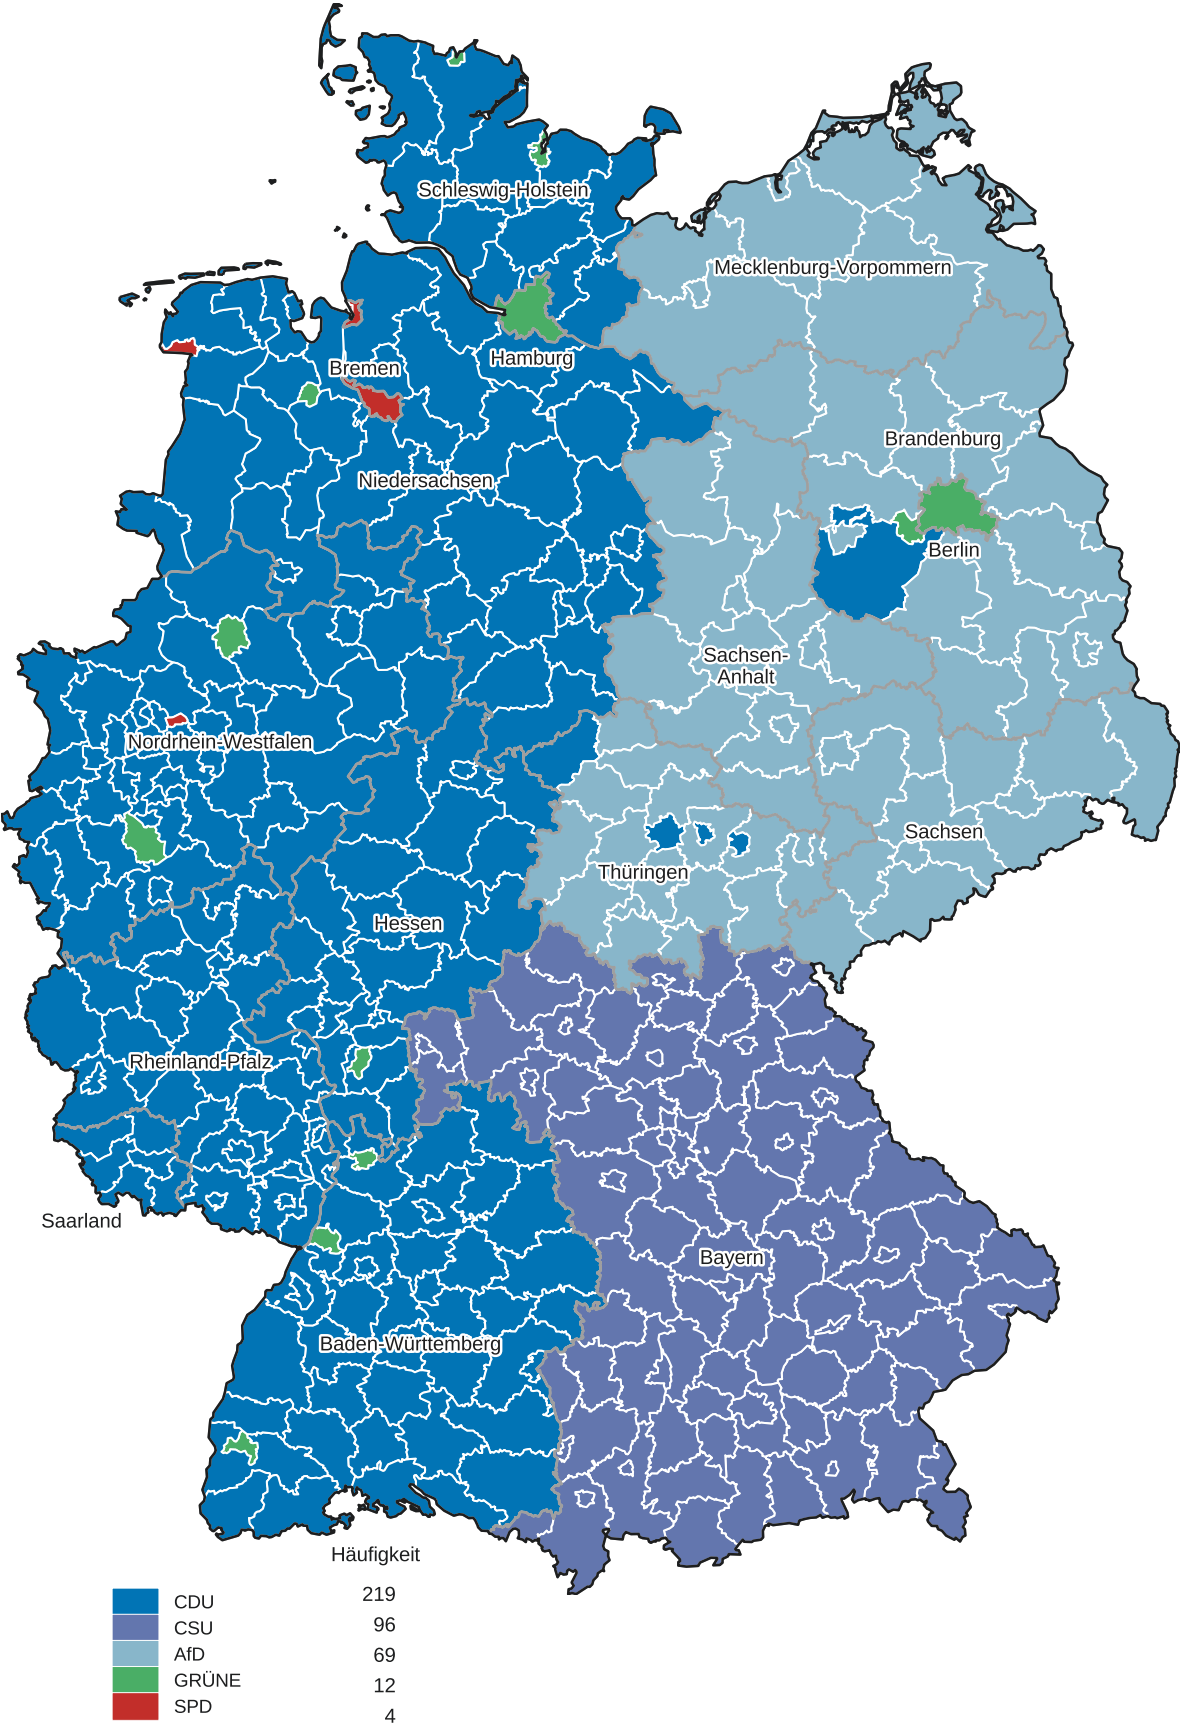 Schleswig-Holstein
Mecklenburg-Vorpommern
Hamburg
Bremen
Brandenburg
Niedersachsen
Berlin
Sachsen-
Anhalt
Nordrhein-Westfalen
Sachsen
Thüringen
Hessen
Rheinland-Pfalz
Saarland
Bayern
Baden-Württemberg
Häufigkeit
CDU 219
CSU 96
AfD 69
GRÜNE 12
SPD 4